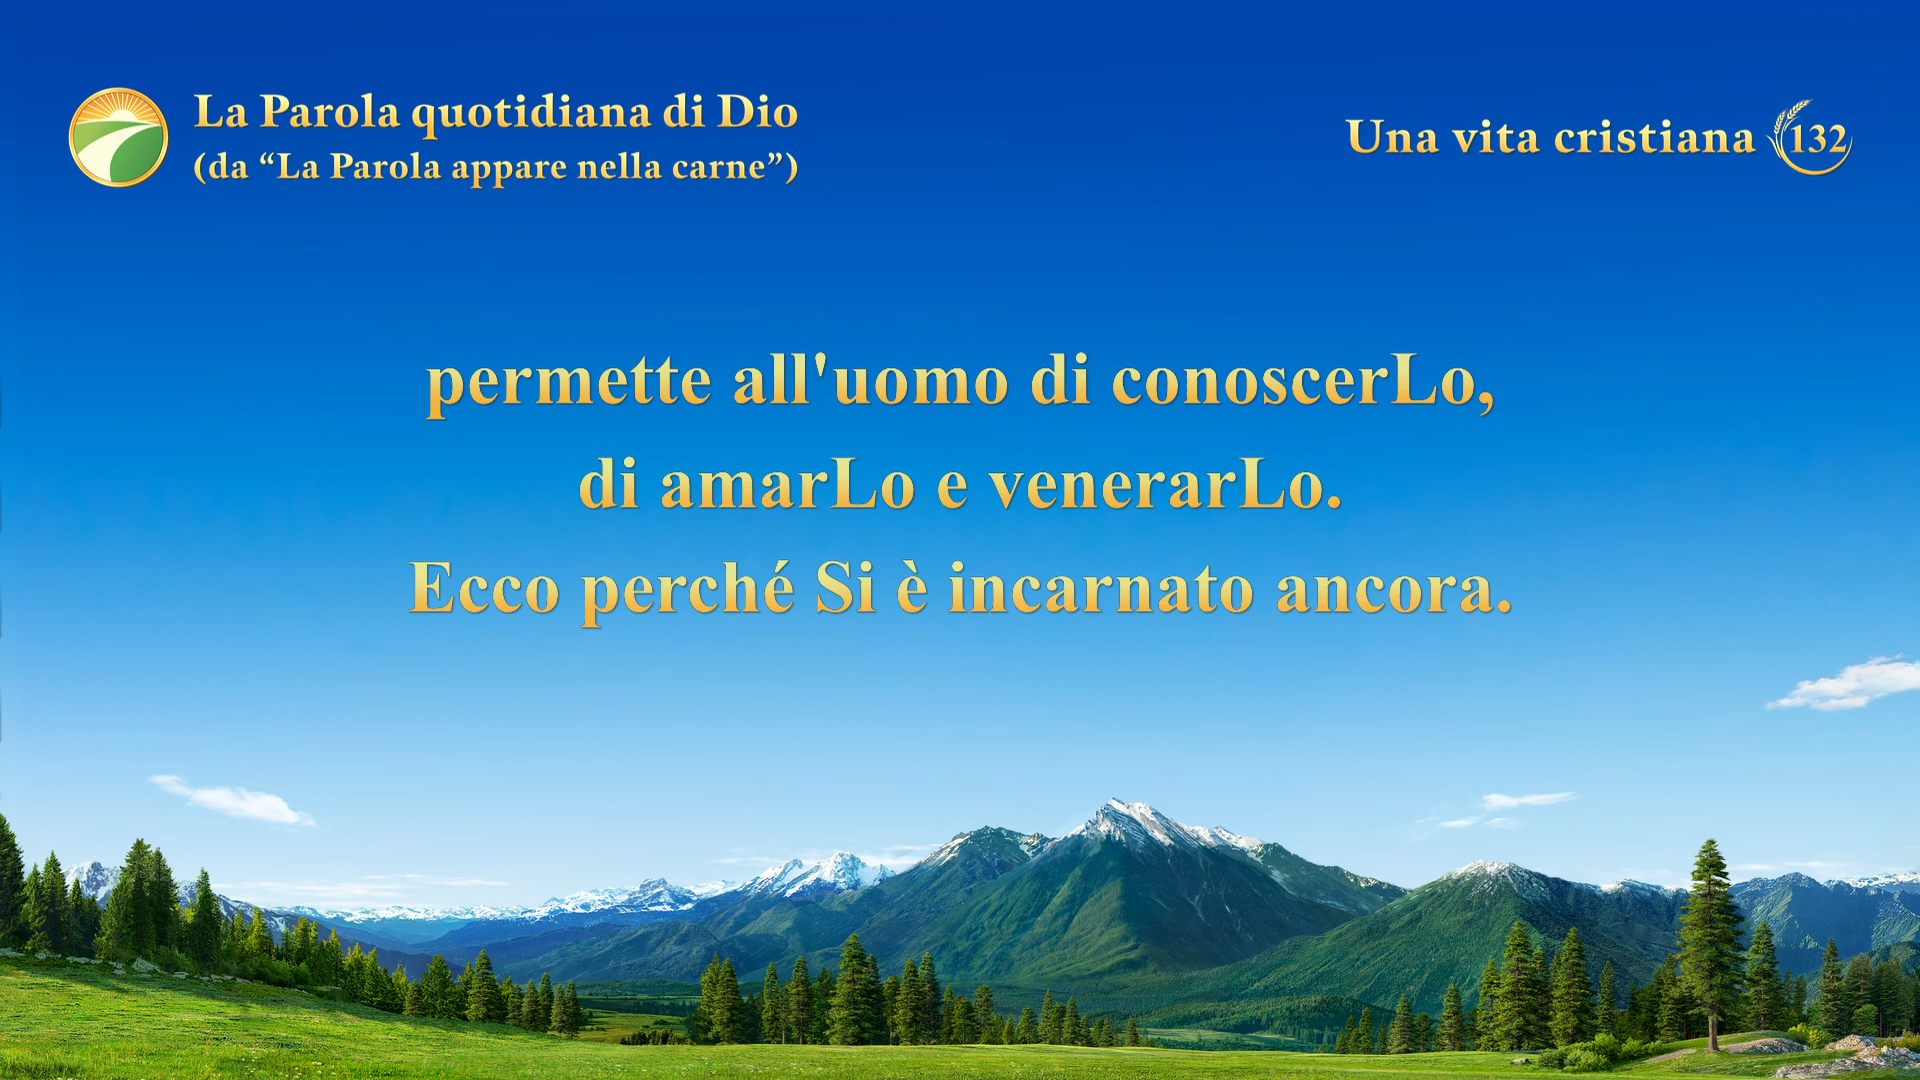 La Parola quotidiana di Dio
(da “La Parola appare nella carne”)
Una vita cristiana 132
permette all'uomo di conoscerLo,
di amarLo e venerarLo.
Ecco perché Si è incarnato ancora.